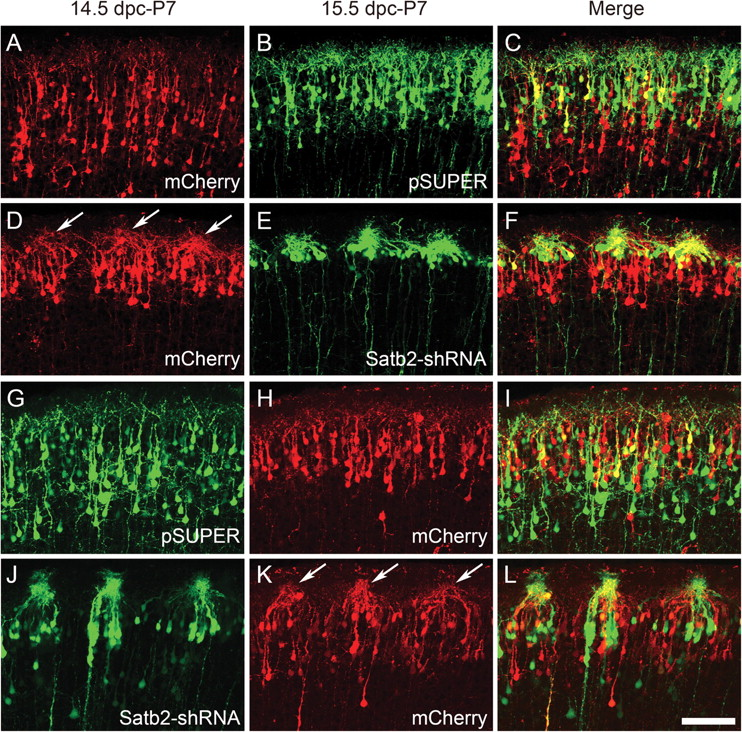 14.5 dpc-P7 15.5 dpc-P7 Merge
A B C
mCherry pSUPER
D E F
mCherry Satb2-shRNA
G H I
pSUPER mCherry
J K L
Satb2-shRNA mCherry